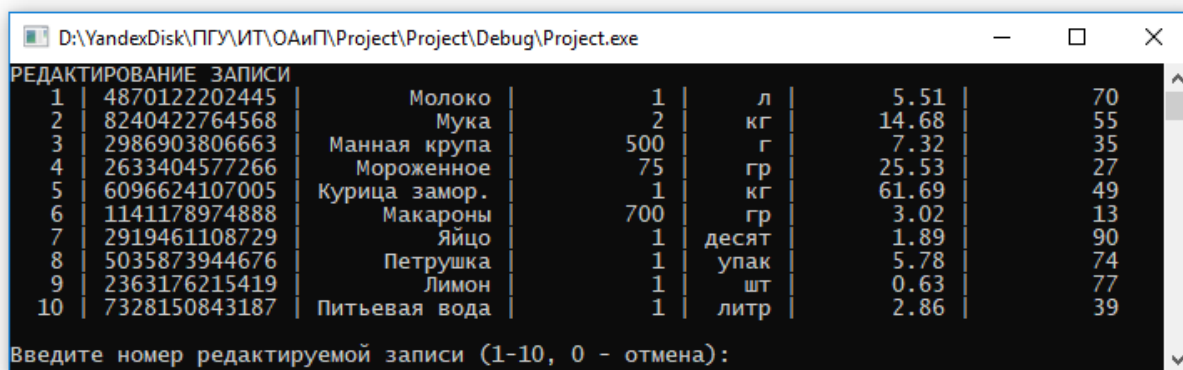 D:\YandexDisk\ПГУ\ИТ\ОАиП\Project\Project\Debug\Project.exe
РЕДАКТИРОВАНИЕ ЗАПИСИ
1 | 4870122202445 | Молоко | 1 | л | 5.51 | 70
2 | 8240422764568 | Мука | 2 | кг | 14.68 | 55
3 | 2986903806663 | Манная крупа | 500 | г | 7.32 | 35
4 | 2633404577266 | Мороженное | 75 | гр | 25.53 | 27
5 | 6096624107005 | Курица замор. | 1 | кг | 61.69 | 49
6 | 1141178974888 | Макароны | 700 | гр | 3.02 | 13
7 | 2919461108729 | Яйцо | 1 | десят | 1.89 | 90
8 | 5035873944676 | Петрушка | 1 | упак | 5.78 | 74
9 | 2363176215419 | Лимон | 1 | шт | 0.63 | 77
10 | 7328150843187 | Питьевая вода | 1 | литр | 2.86 | 39
Введите номер редактируемой записи (1-10, 0 - отмена):